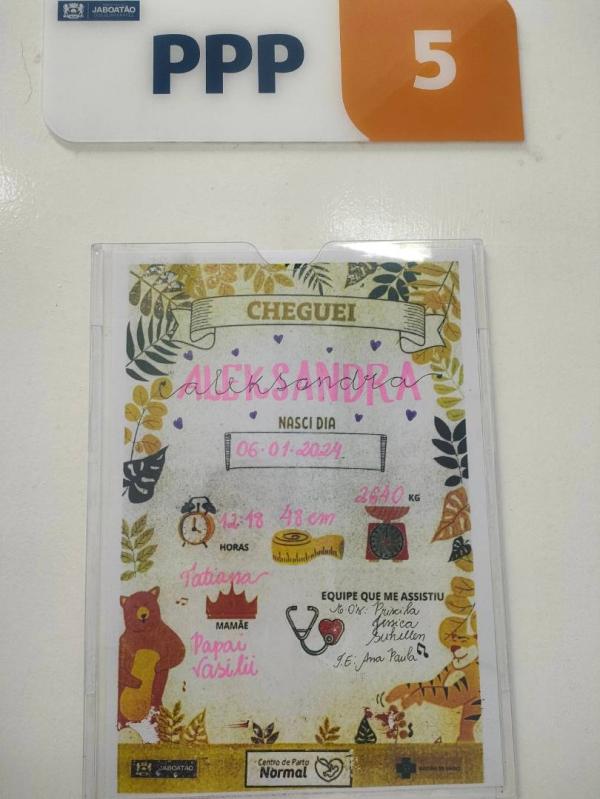 JABOATÃO
PPP
5
CHEGUEI
ALEKSANDRA
aleksandra
NASCI DIA
06.01.2024
12:18
HORAS
48 cm
2640 KG
Tatiana
MAMÃE
Papai
Vasilii
EQUIPE QUE ME ASSISTIU
Priscila
Jessica
Suhellen
T.E: Ana Paula
JABOATÃO
Centro de Parto
Normal